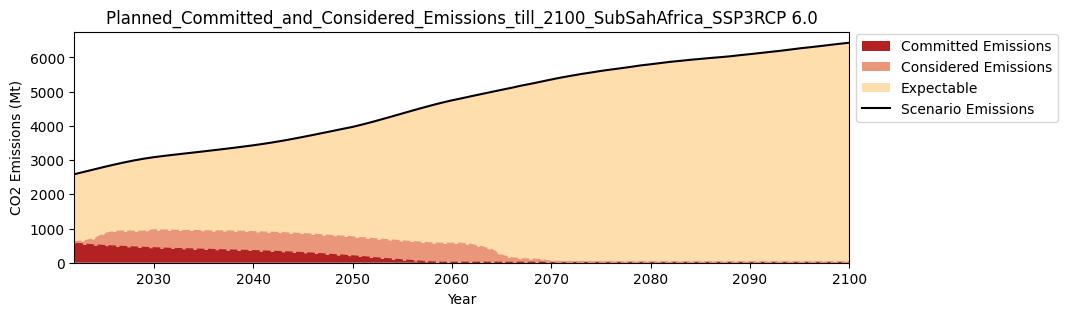 Planned_Committed_and_Considered_Emissions_till_2100_SubSahAfrica_SSP3RCP 6.0
CO2 Emissions (Mt)
6000
5000
4000
3000
2000
1000
0
2030 2040 2050 2060 2070 2080 2090 2100
Year
Committed Emissions
Considered Emissions
Expectable
Scenario Emissions